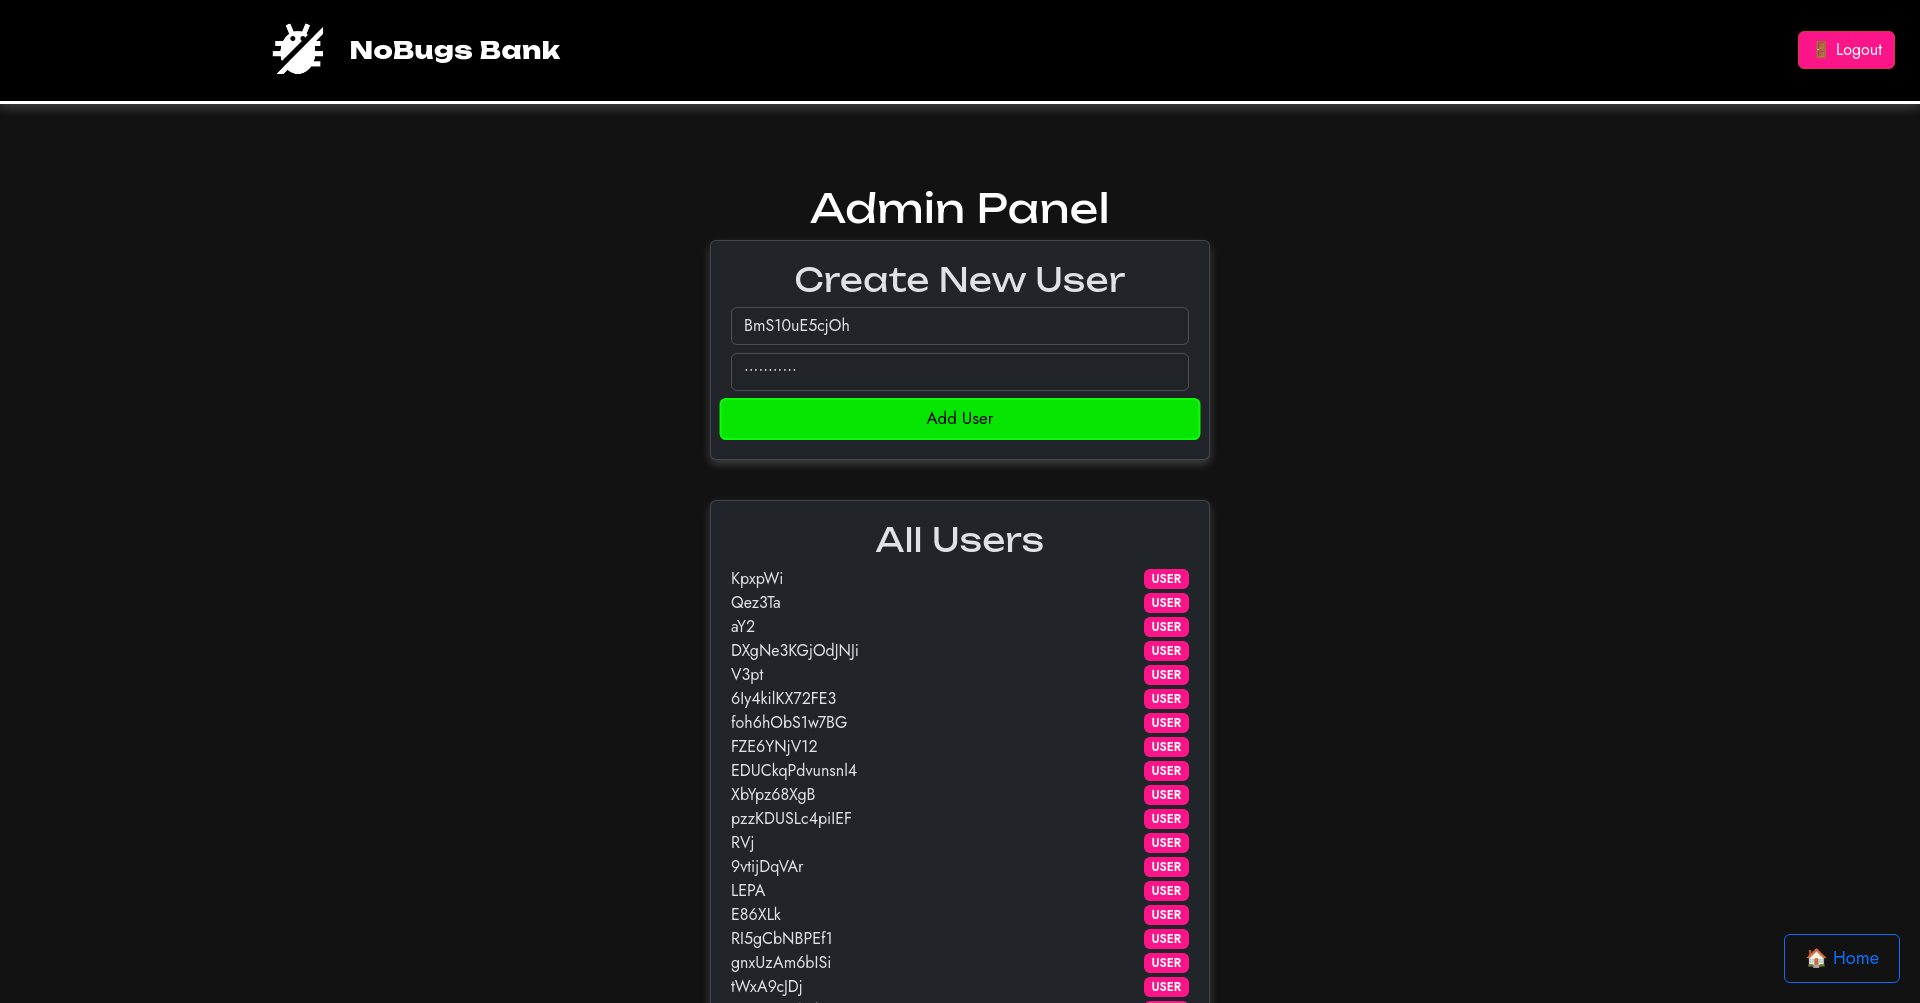 NoBugs Bank
🚪 Logout
Admin Panel
Create New User
BmS10uE5cjOh
···········
Add User
All Users
KpxpWi USER
Qez3Ta USER
aY2 USER
DXgNe3KGjOdJNJi USER
V3pt USER
6Iy4kilKX72FE3 USER
foh6hObS1w7BG USER
FZE6YNjV12 USER
EDUCkqPdvunsnl4 USER
XbYpz68XgB USER
pzzKDUSLc4pilEF USER
RVj USER
9vtijDqVAr USER
LEPA USER
E86XLk USER
RI5gCbNBPEf1 USER
gnxUzAm6bISi USER
tWxA9cJDj USER
🏠 Home